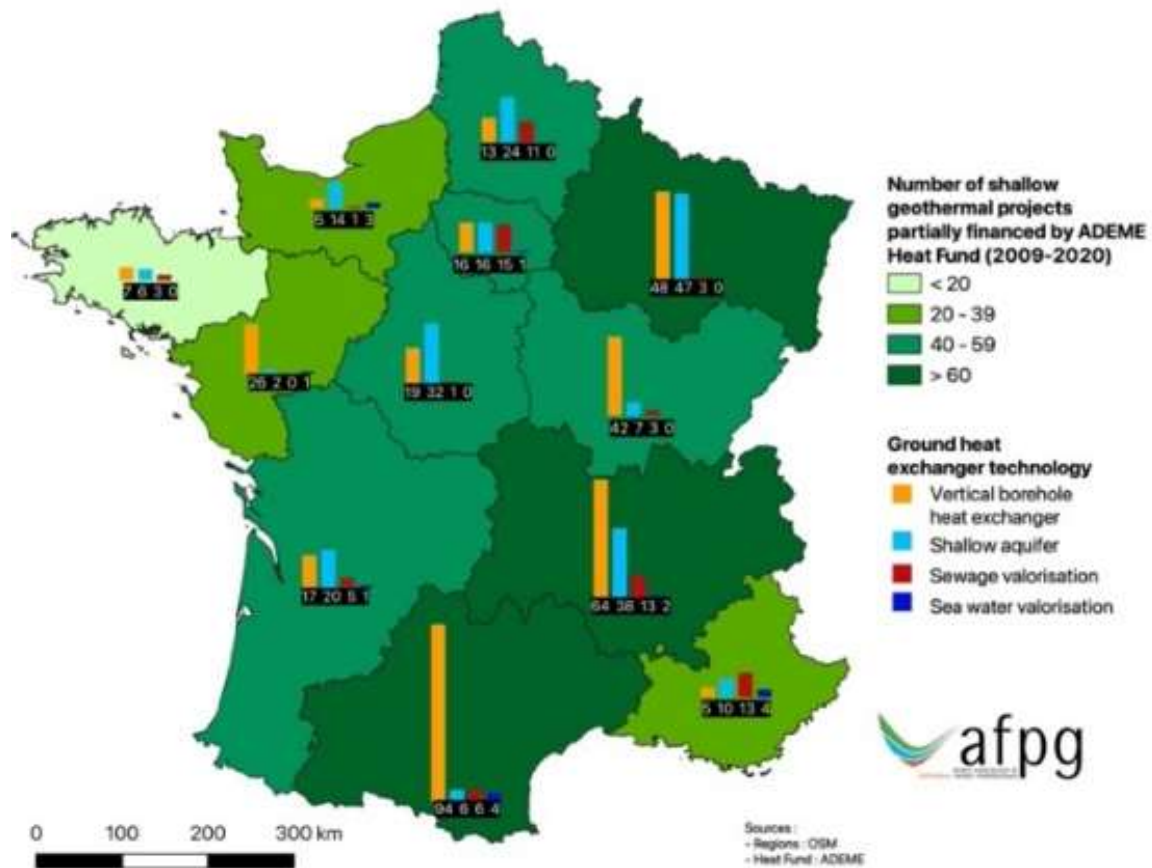 13 24 11 0
14 1 3
16 16 15 1
7 6 3 0
48 47 3 0
26 2 0 1
19 32 1 0
42 7 3 0
17 20 5 1
64 38 13 2
5 10 13 4
94 6 6 4
0 100 200 300 km
Number of shallow
geothermal projects
partially financed by ADEME
Heat Fund (2009-2020)
< 20
20 - 39
40 - 59
> 60
Ground heat
exchanger technology
Vertical borehole
heat exchanger
Shallow aquifer
Sewage valorisation
Sea water valorisation
afpg
Sources :
- Regions : OSM
- Heat Fund : ADEME